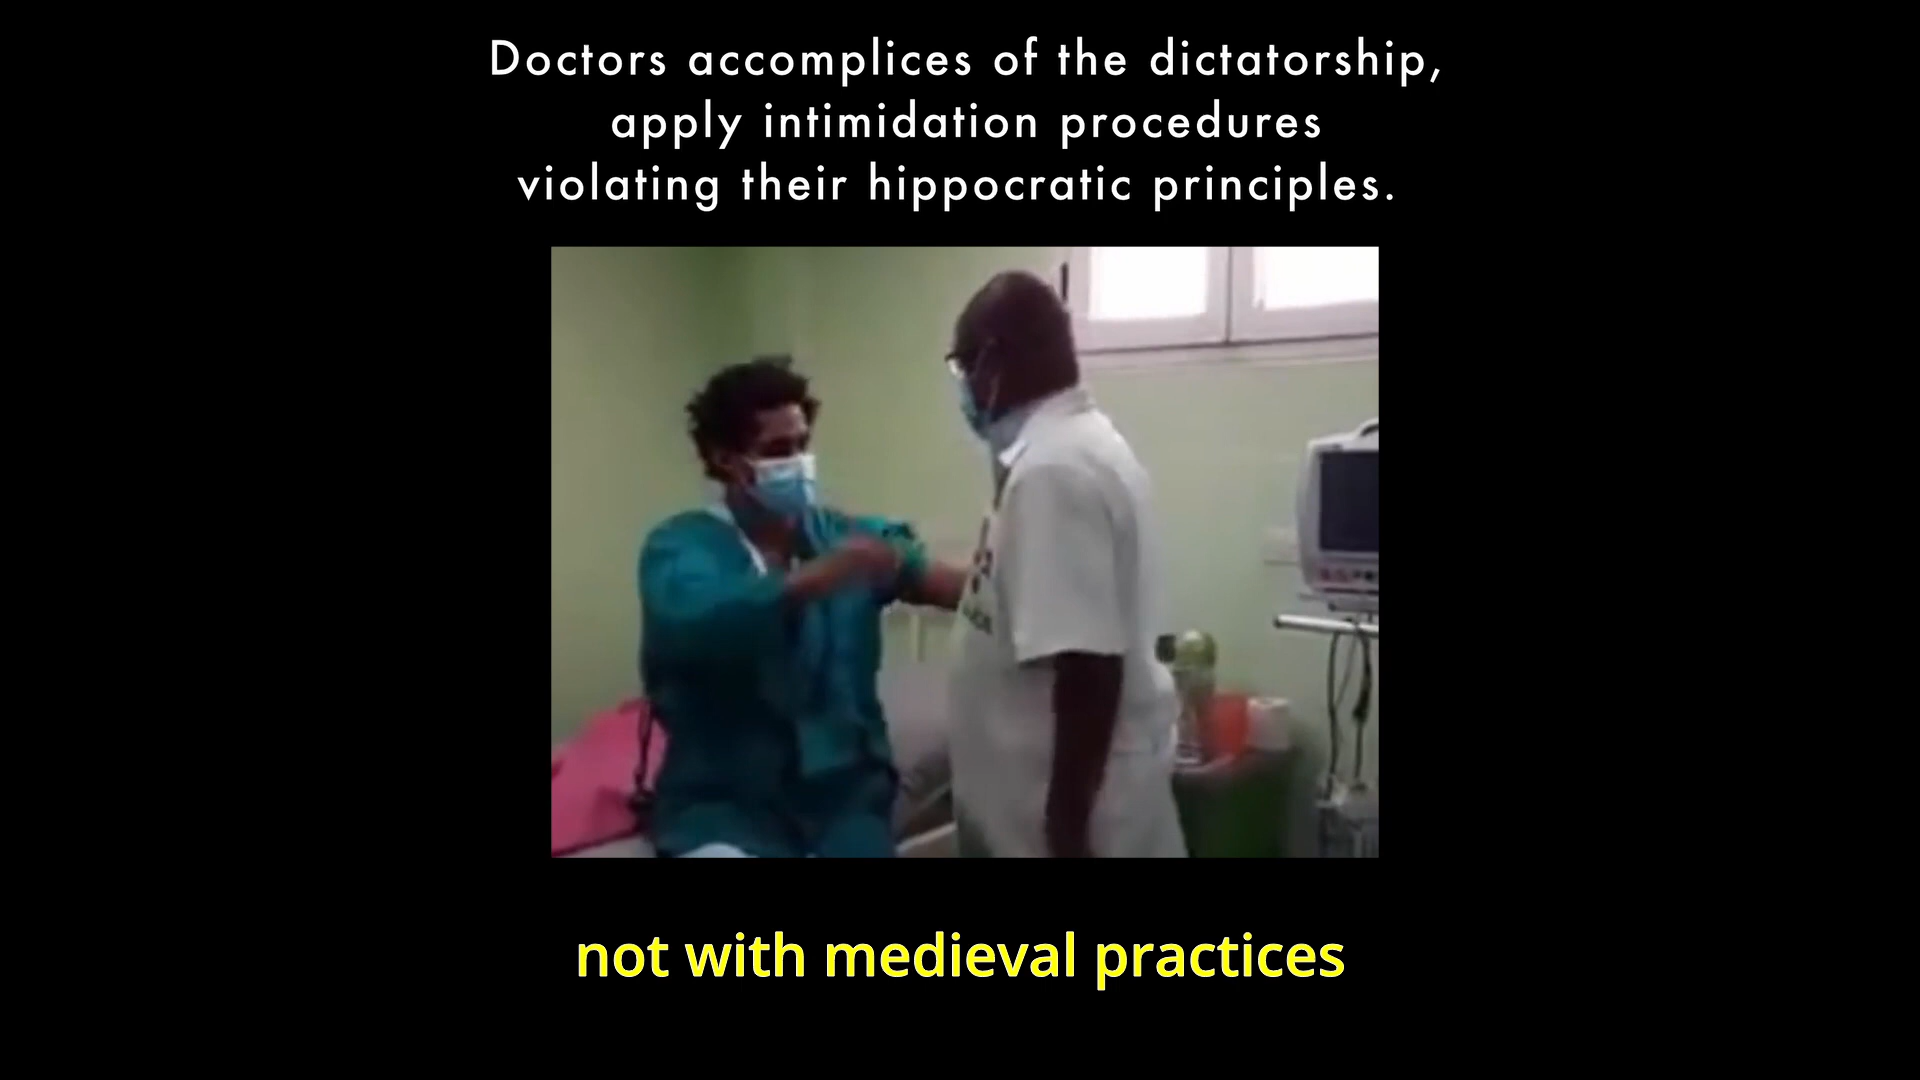 Doctors accomplices of the dictatorship,
apply intimidation procedures
violating their hippocratic principles.
not with medieval practices